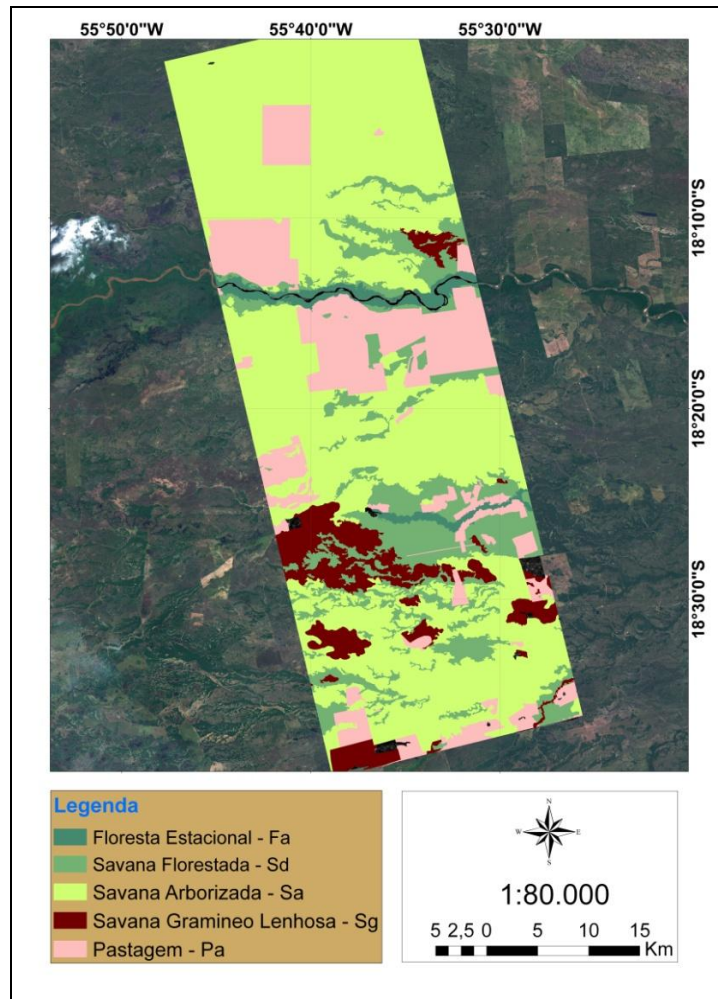 55°50'0"W 55°40'0"W 55°30'0"W
18°10'0"S
18°20'0"S
18°30'0"S
Legenda
Floresta Estacional - Fa
Savana Florestada - Sd
Savana Arborizada - Sa
Savana Gramineo Lenhosa - Sg
Pastagem - Pa
N
W E
S
1:80.000
5 2,5 0 5 10 15
Km